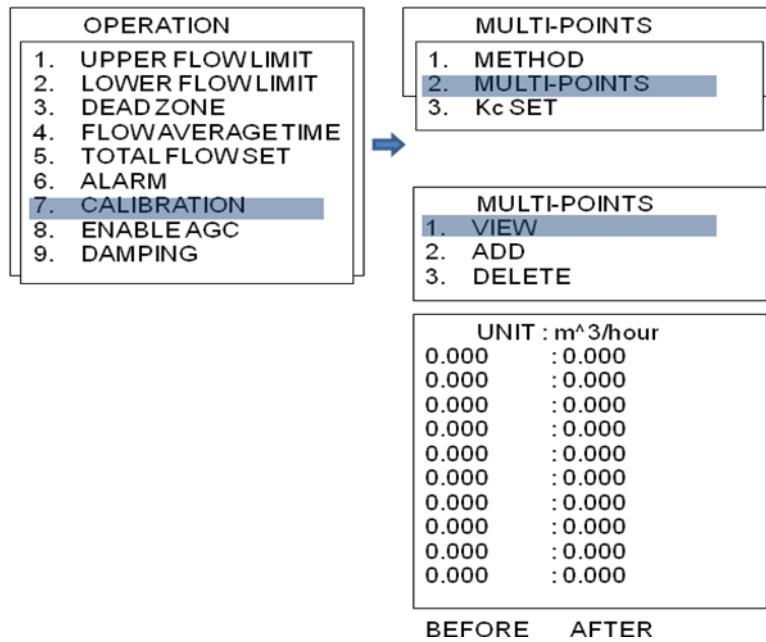 OPERATION
1. UPPER FLOW LIMIT
2. LOWER FLOW LIMIT
3. DEAD ZONE
4. FLOW AVERAGE TIME
5. TOTAL FLOW SET
6. ALARM
7. CALIBRATION
8. ENABLE AGC
9. DAMPING
MULTI-POINTS
1. METHOD
2. MULTI-POINTS
3. Kc SET
MULTI-POINTS
1. VIEW
2. ADD
3. DELETE
UNIT : m^3/hour
0.000 : 0.000
0.000 : 0.000
0.000 : 0.000
0.000 : 0.000
0.000 : 0.000
0.000 : 0.000
0.000 : 0.000
0.000 : 0.000
0.000 : 0.000
0.000 : 0.000
BEFORE AFTER